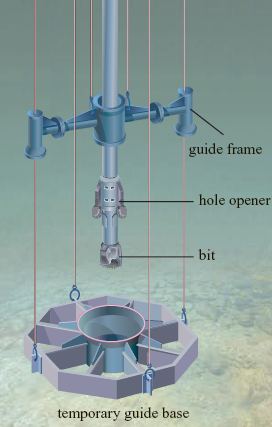 guide frame
hole opener
bit
temporary guide base